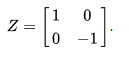 Z = [1 0
0 −1].